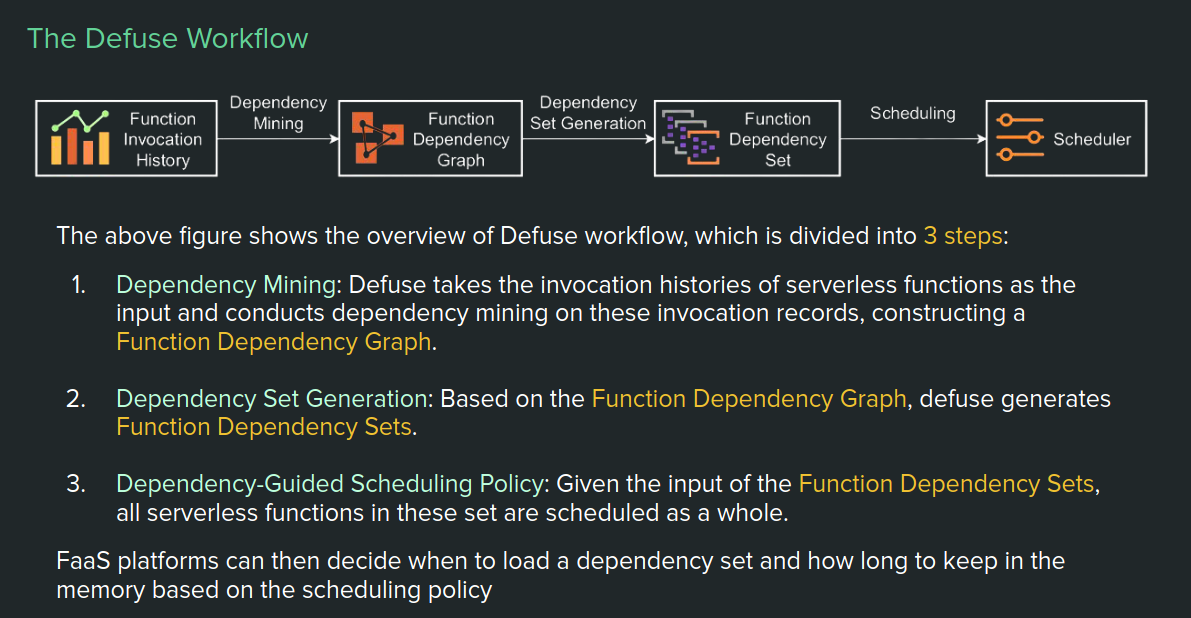 The Defuse Workflow
Function
Invocation
History
Dependency
Mining
Function
Dependency
Graph
Dependency
Set Generation
Function
Dependency
Set
Scheduling
Scheduler
The above figure shows the overview of Defuse workflow, which is divided into 3 steps:
1. Dependency Mining: Defuse takes the invocation histories of serverless functions as the
input and conducts dependency mining on these invocation records, constructing a
Function Dependency Graph.
2. Dependency Set Generation: Based on the Function Dependency Graph, defuse generates
Function Dependency Sets.
3. Dependency-Guided Scheduling Policy: Given the input of the Function Dependency Sets,
all serverless functions in these set are scheduled as a whole.
FaaS platforms can then decide when to load a dependency set and how long to keep in the
memory based on the scheduling policy